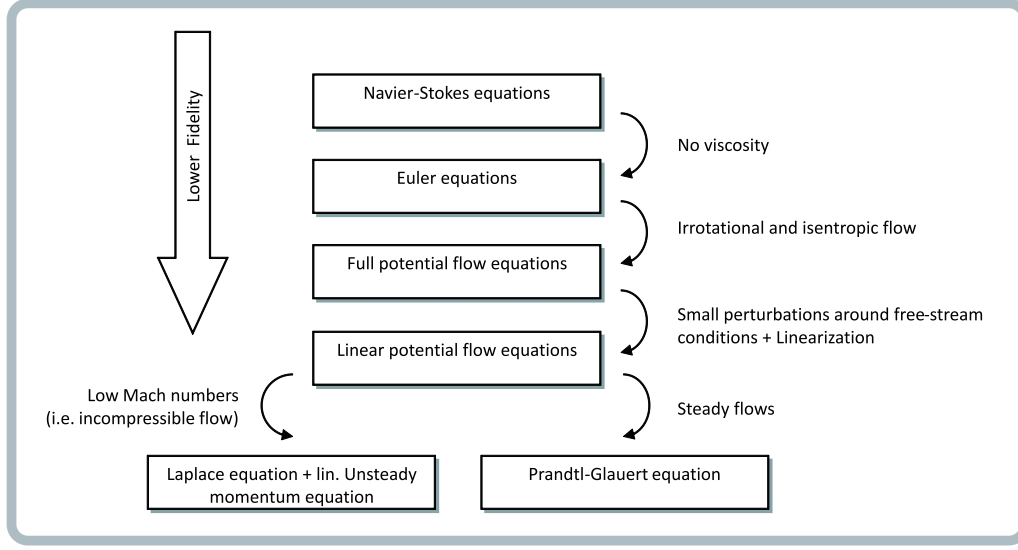 Lower Fidelity
Navier-Stokes equations
No viscosity
Euler equations
Irrotational and isentropic flow
Full potential flow equations
Small perturbations around free-stream
conditions + Linearization
Linear potential flow equations
Low Mach numbers
(i.e. incompressible flow)
Steady flows
Laplace equation + lin. Unsteady
momentum equation
Prandtl-Glauert equation